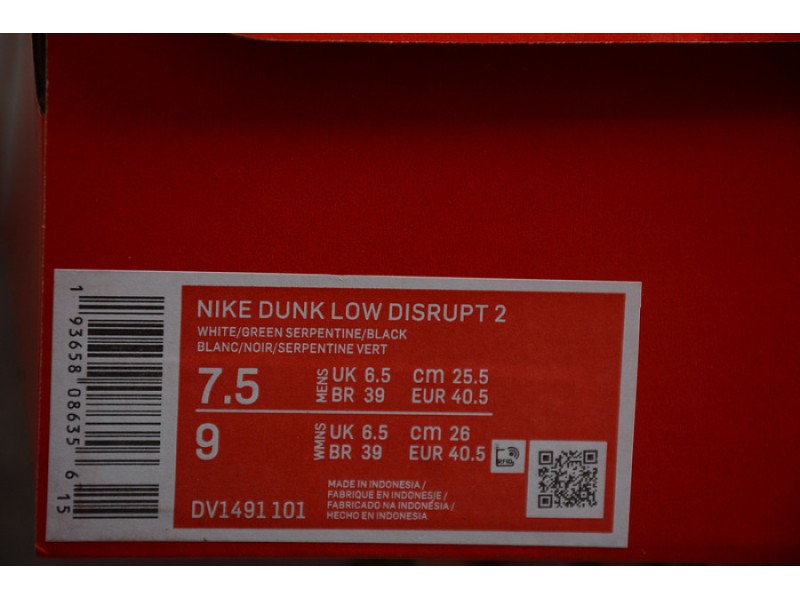 1 93658 08635 6 15
NIKE DUNK LOW DISRUPT 2
WHITE/GREEN SERPENTINE/BLACK
BLANC/NOIR/SERPENTINE VERT
7.5 MENS UK 6.5 cm 25.5
BR 39 EUR 40.5
9 WMNS UK 6.5 cm 26
BR 39 EUR 40.5
RFID
MADE IN INDONESIA /
FABRIQUE EN INDONESIE /
FABRICADO NA INDONÉSIA /
HECHO EN INDONESIA
DV1491 101